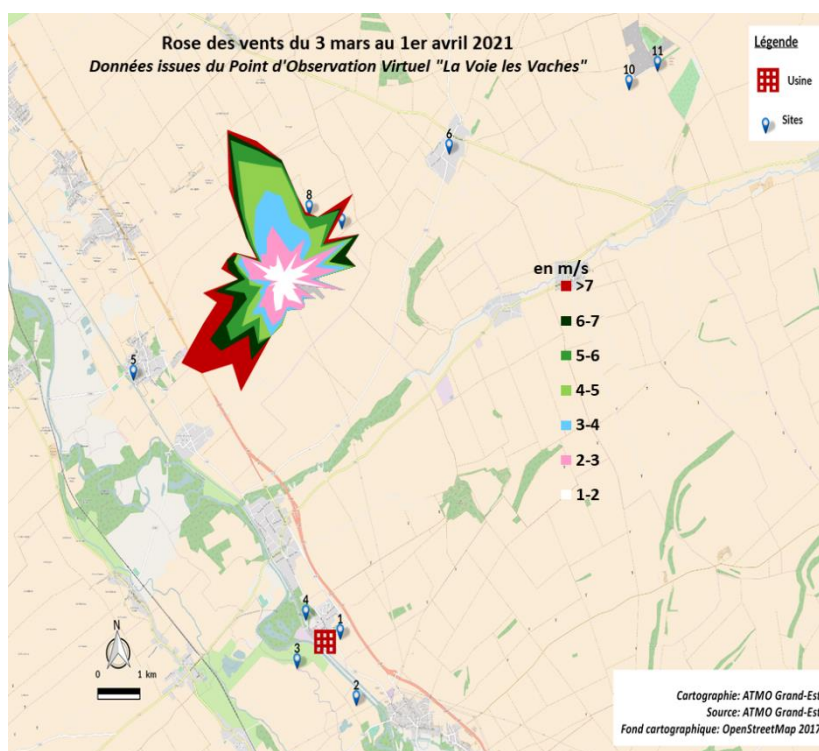 Rose des vents du 3 mars au 1er avril 2021
Données issues du Point d'Observation Virtuel "La Voie les Vaches"
Légende
Usine
Sites
11
10
6
8
5
en m/s
>7
6-7
5-6
4-5
3-4
2-3
1-2
4
1
3
2
N
0 1 km
Cartographie: ATMO Grand-Est
Source: ATMO Grand-Est
Fond cartographique: OpenStreetMap 2017